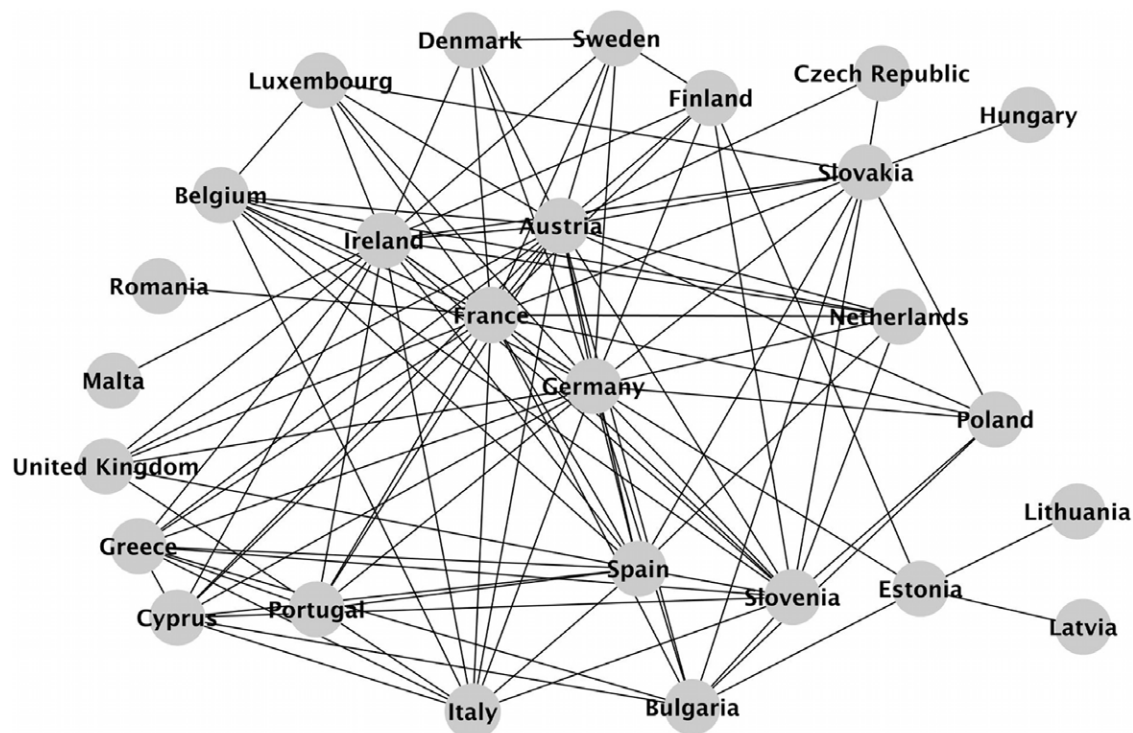 Denmark
Sweden
Luxembourg
Czech Republic
Finland
Hungary
Slovakia
Belgium
Austria
Ireland
Romania
France
Netherlands
Malta
Germany
Poland
United Kingdom
Lithuania
Greece
Spain
Estonia
Slovenia
Portugal
Cyprus
Latvia
Bulgaria
Italy